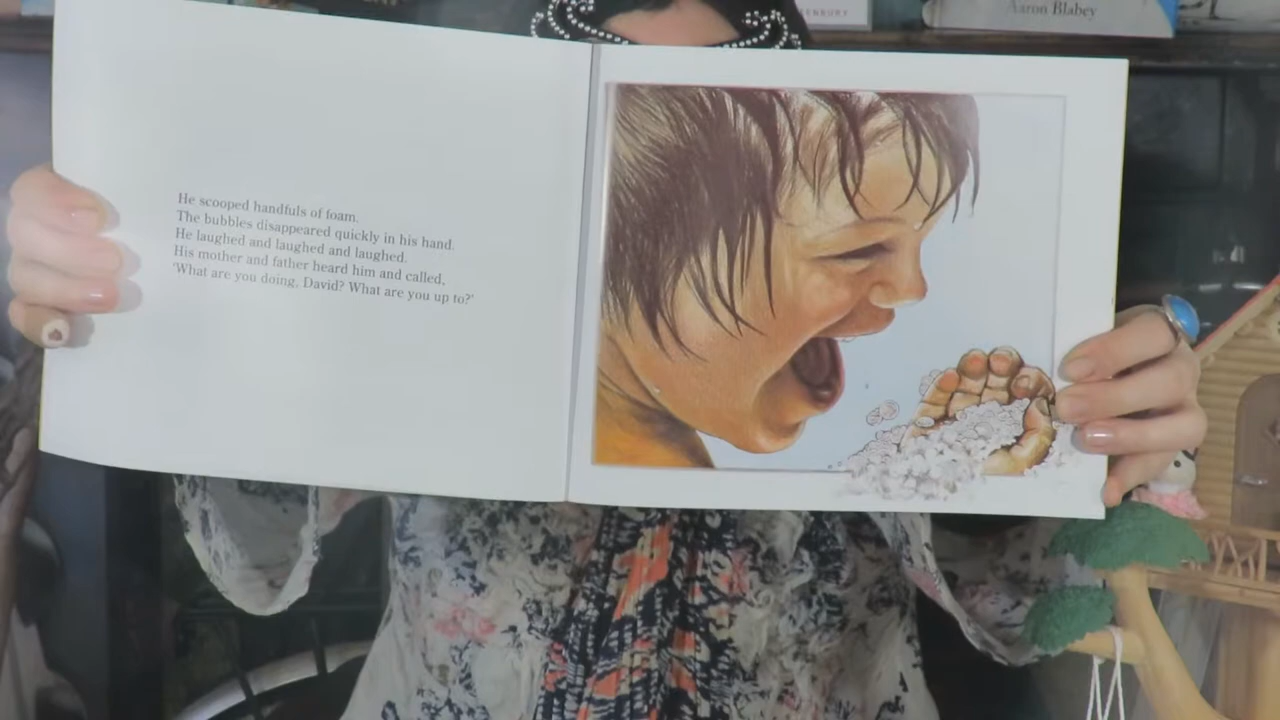 ENBURY
Aaron Blabey
He scooped handfuls of foam.
The bubbles disappeared quickly in his hand.
He laughed and laughed and laughed.
His mother and father heard him and called,
'What are you doing, David? What are you up to?'